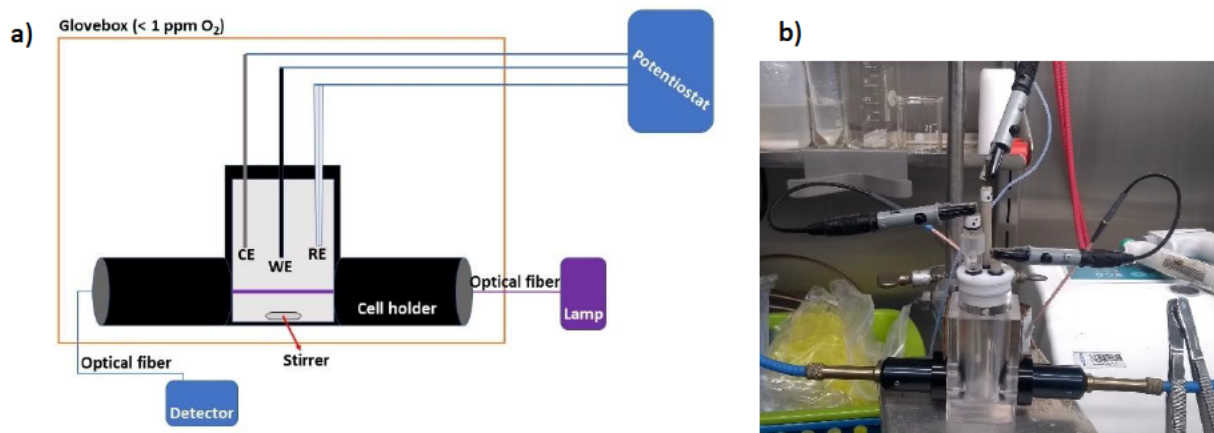 a)
Glovebox (< 1 ppm O₂)
Potentiostat
CE
WE
RE
Optical fiber
Lamp
Cell holder
Stirrer
Optical fiber
Detector
b)